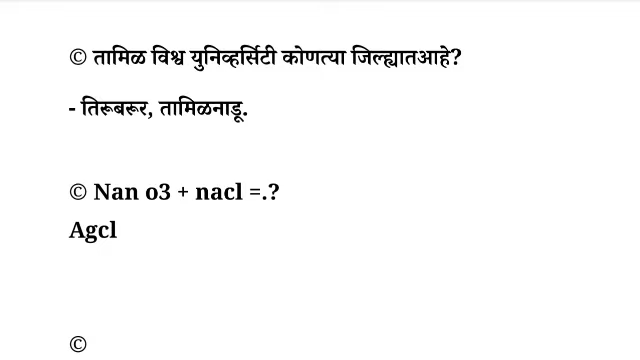 © तामिळ विश्व युनिव्हर्सिटी कोणत्या जिल्ह्यातआहे?
- तिरूबरूर, तामिळनाडू.
© Nan o3 + nacl =.?
Agcl
©